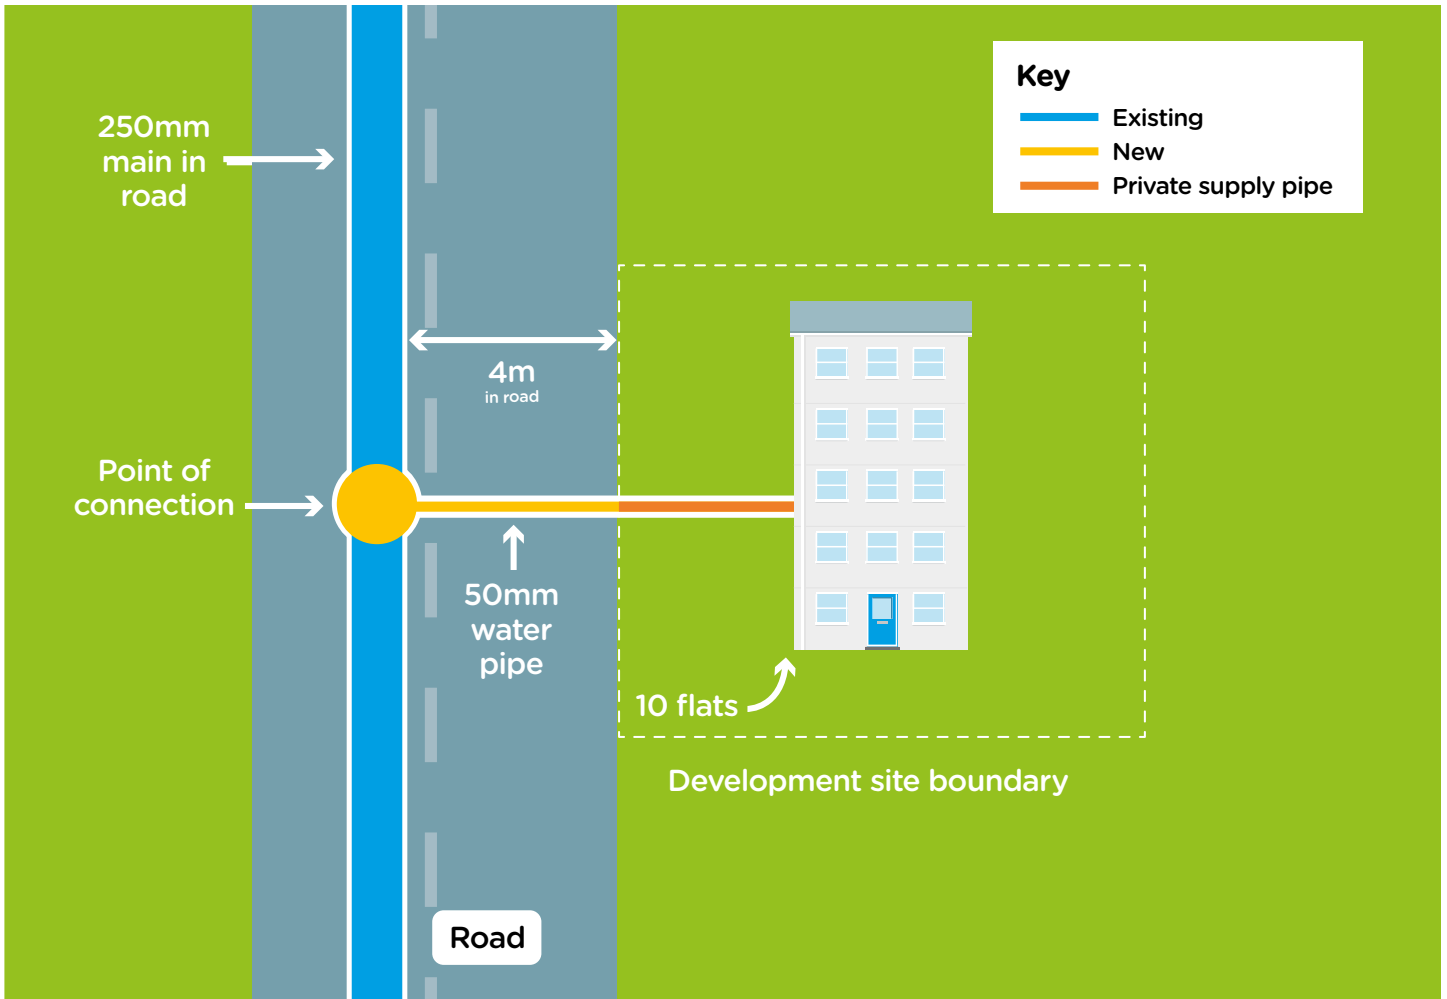 250mm
main in
road
Key
Existing
New
Private supply pipe
4m
in road
Point of
connection
50mm
water
pipe
10 flats
Development site boundary
Road